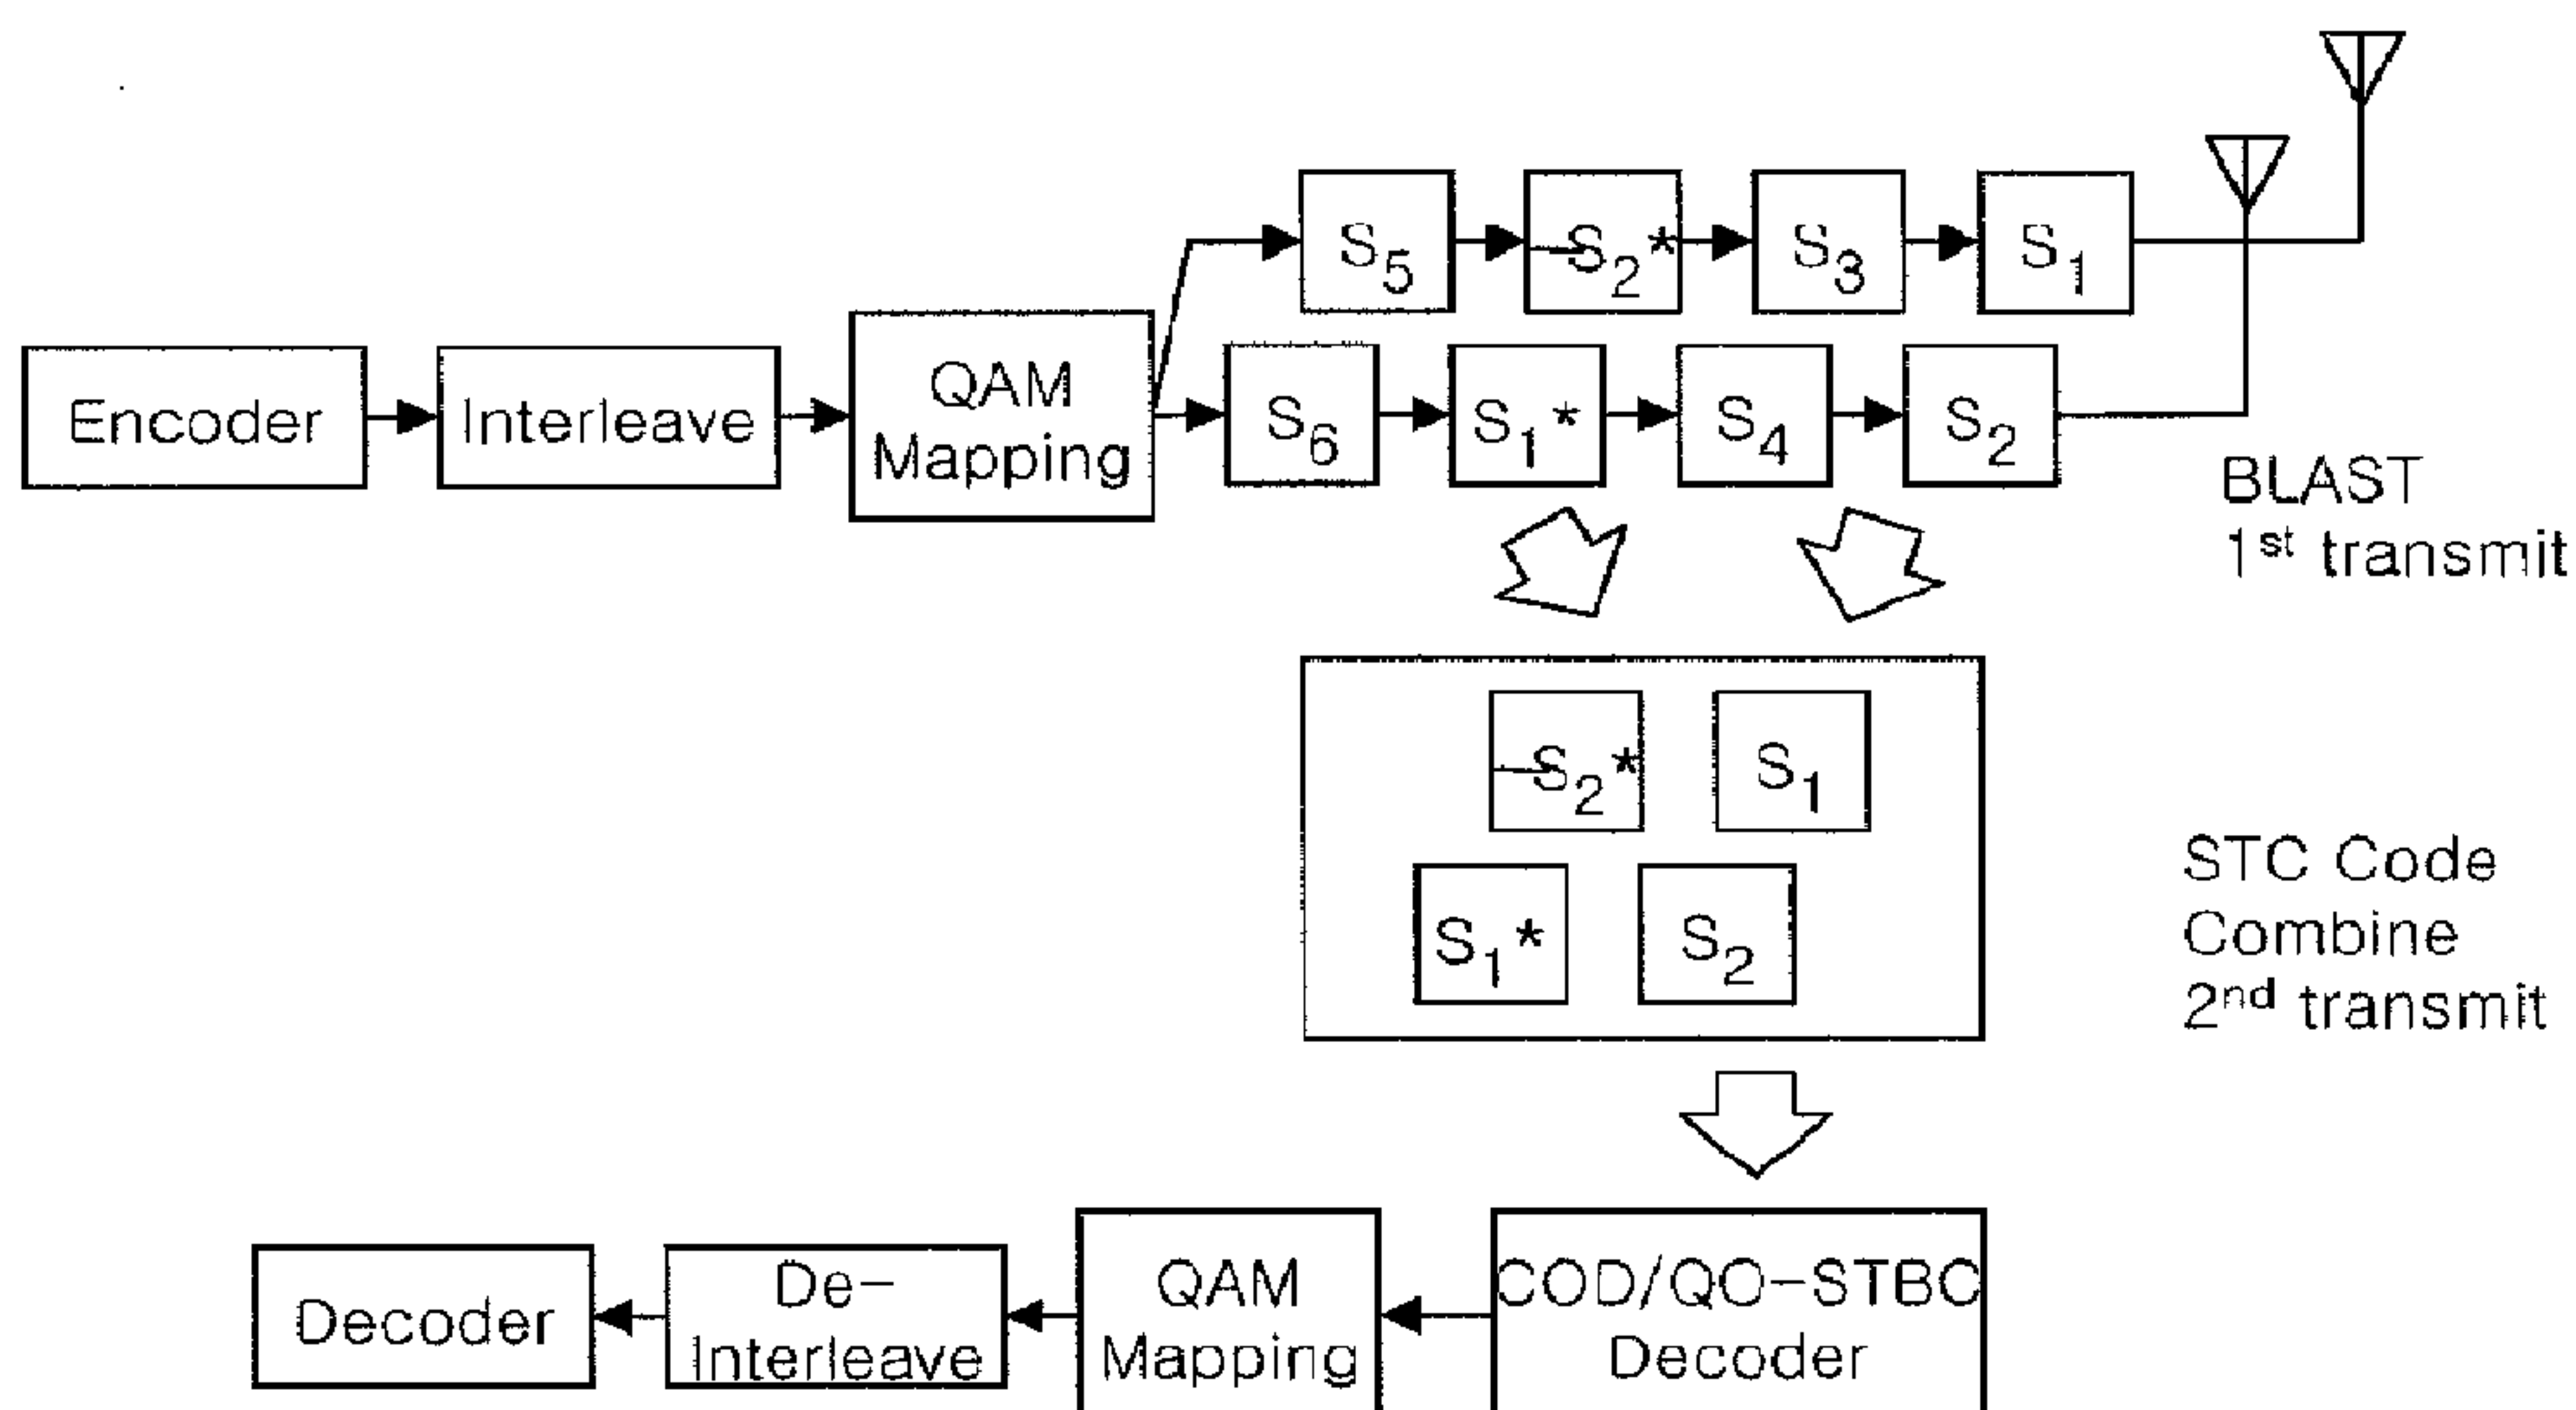 S5 -S2* S3 S1
Encoder Interleave QAM Mapping S6 S1* S4 S2
BLAST
1st transmit
-S2* S1
S1* S2
STC Code
Combine
2nd transmit
Decoder
De-
Interleave
QAM
Mapping
COD/QO-STBC
Decoder